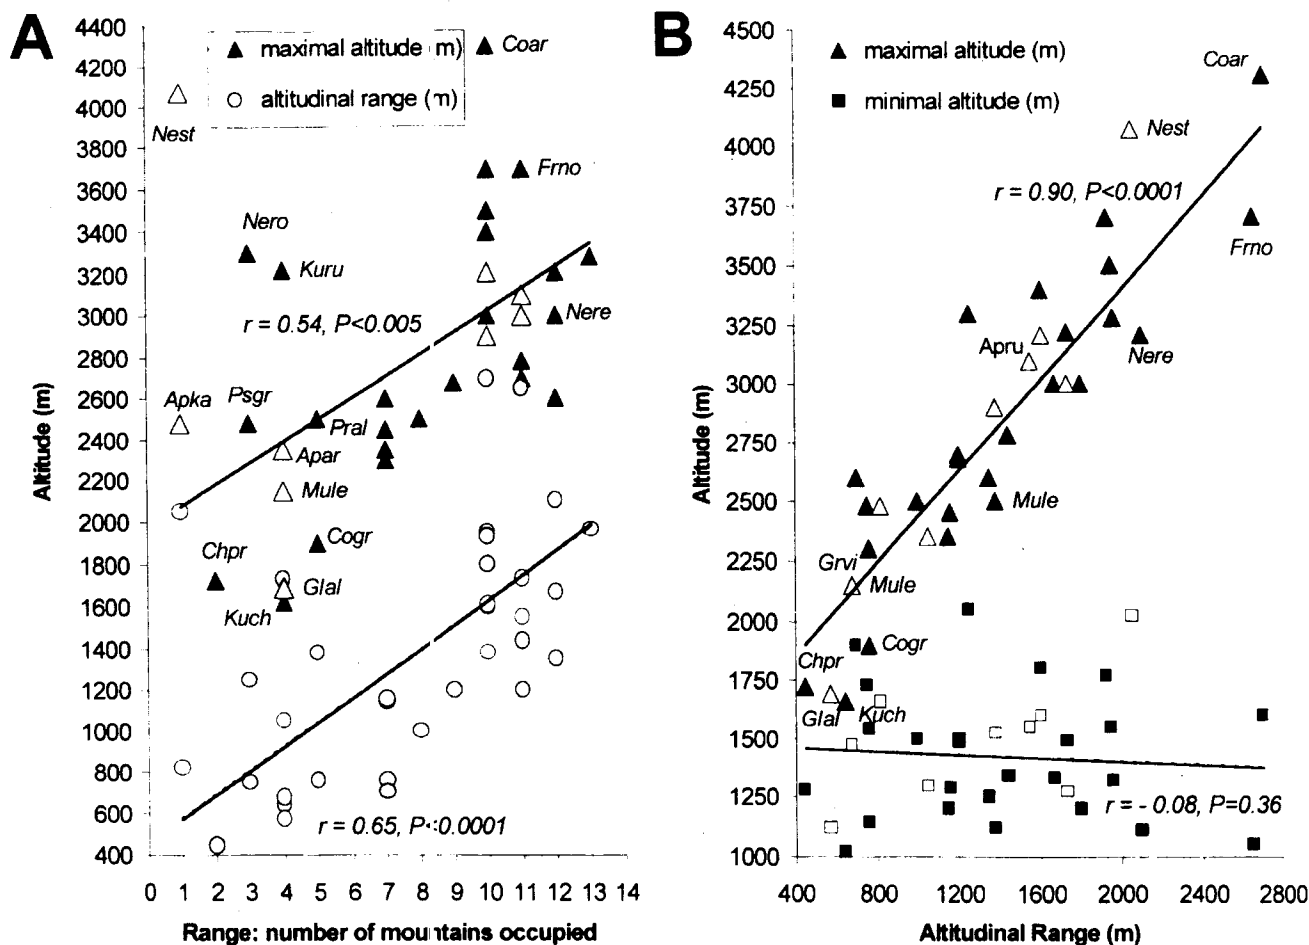 A
B
▲ maximal altitude (m)
○ altitudinal range (m)
Coar
Nest
Frno
Nero
Kuru
r = 0.54, P<0.005
Nere
Apka
Psgr
Pral
Apar
Mule
Cogr
Chpr
Glal
Kuch
r = 0.65, P<0.0001
4400
4200
4000
3800
3600
3400
3200
3000
2800
2600
2400
2200
2000
1800
1600
1400
1200
1000
800
600
400
Altitude (m)
0 1 2 3 4 5 6 7 8 9 10 11 12 13 14
Range: number of mountains occupied
▲ maximal altitude (m)
■ minimal altitude (m)
Coar
Nest
r = 0.90, P<0.0001
Frno
Apru
Nere
Mule
Grvi
Mule
Cogr
Chpr
Glal
Kuch
r = - 0.08, P=0.36
4500
4250
4000
3750
3500
3250
3000
2750
2500
2250
2000
1750
1500
1250
1000
Altitude (m)
400 800 1200 1600 2000 2400 2800
Altitudinal Range (m)